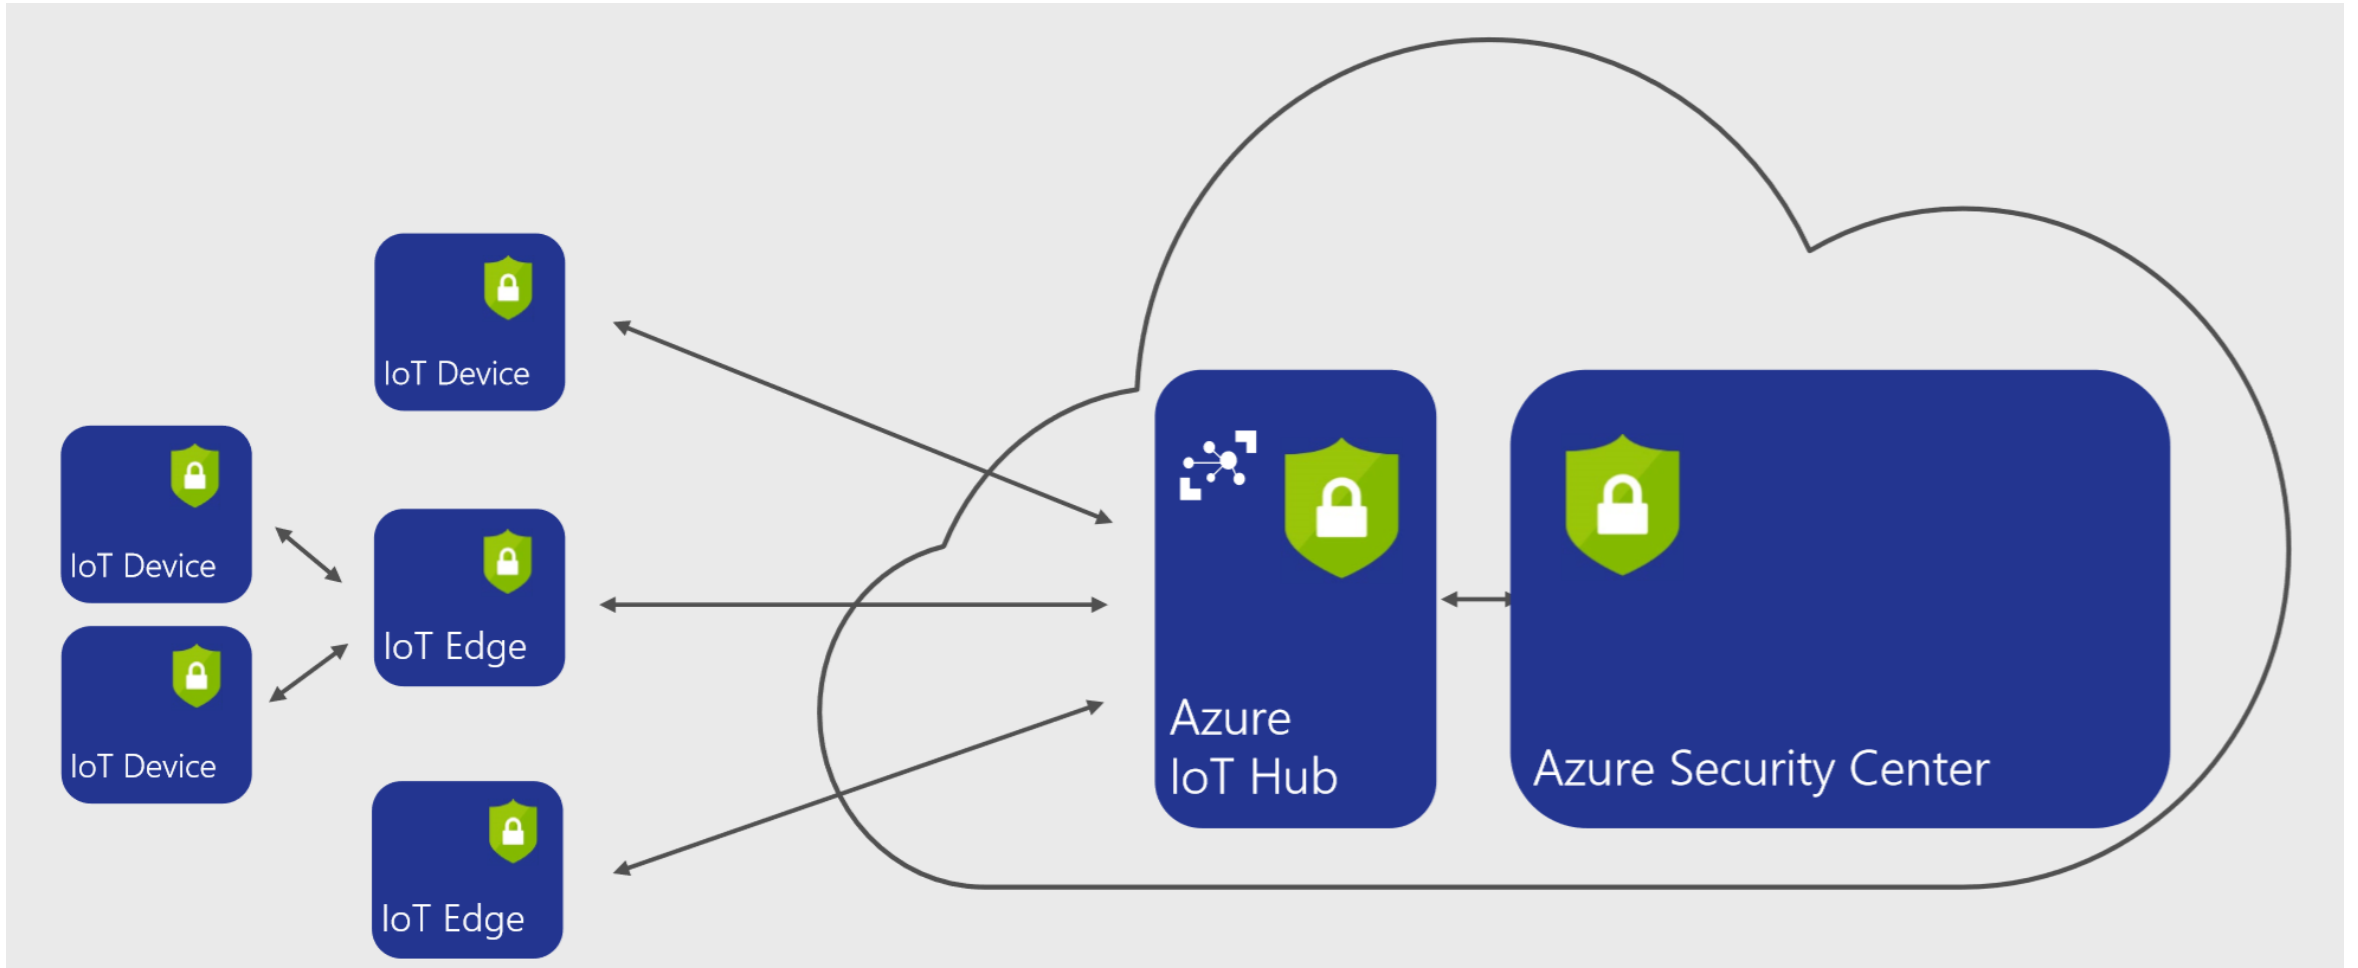 IoT Device
IoT Device
IoT Edge
IoT Device
IoT Edge
Azure
IoT Hub
Azure Security Center